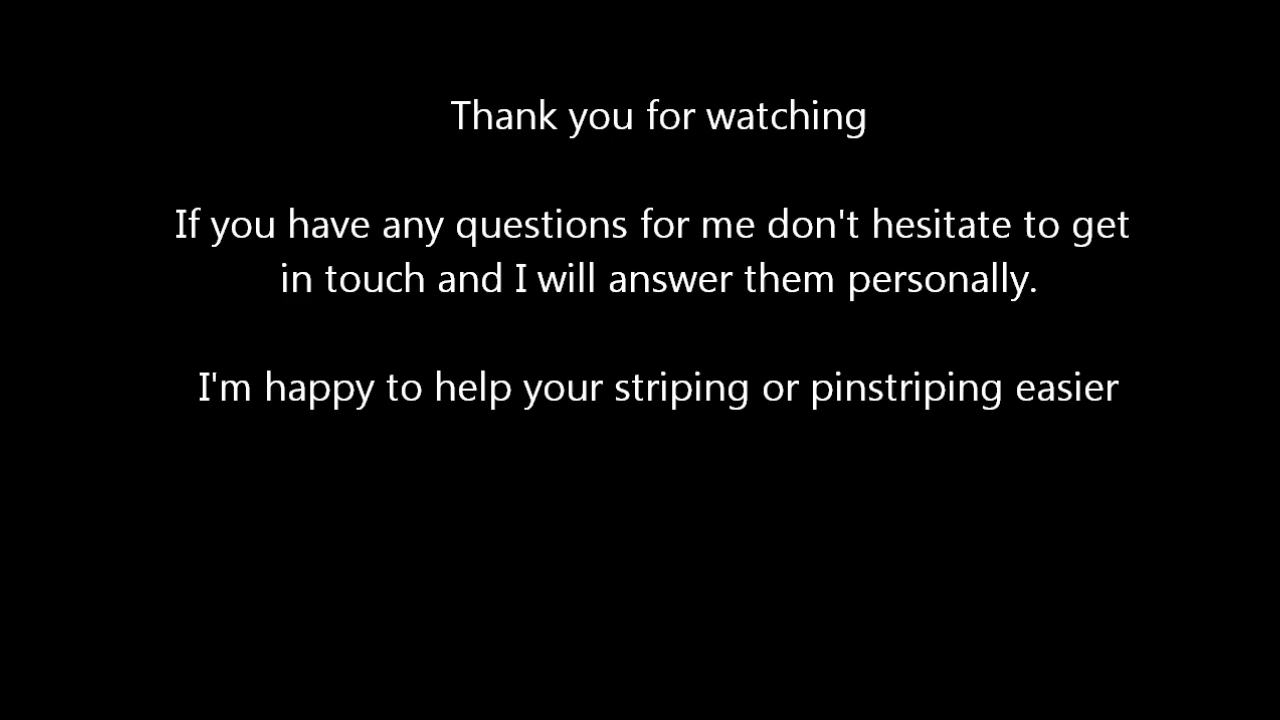 Thank you for watching
If you have any questions for me don't hesitate to get
in touch and I will answer them personally.
I'm happy to help your striping or pinstriping easier